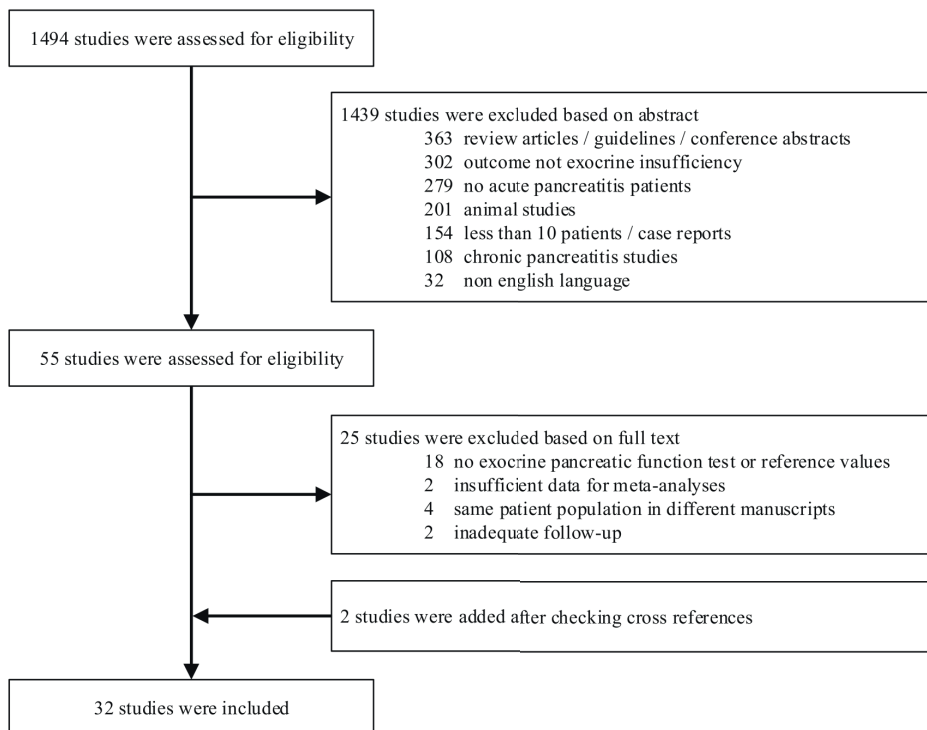 1494 studies were assessed for eligibility
1439 studies were excluded based on abstract
363 review articles / guidelines / conference abstracts
302 outcome not exocrine insufficiency
279 no acute pancreatitis patients
201 animal studies
154 less than 10 patients / case reports
108 chronic pancreatitis studies
32 non english language
55 studies were assessed for eligibility
25 studies were excluded based on full text
18 no exocrine pancreatic function test or reference values
2 insufficient data for meta-analyses
4 same patient population in different manuscripts
2 inadequate follow-up
2 studies were added after checking cross references
32 studies were included